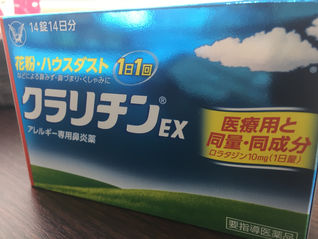 14錠14日分
花粉・ハウスダスト
などによる鼻みず・鼻づまり・くしゃみに
1日1回
クラリチン®EX
アレルギー専用鼻炎薬
医療用と
同量・同成分
ロラタジン10mg(1日量)
要指導医薬品